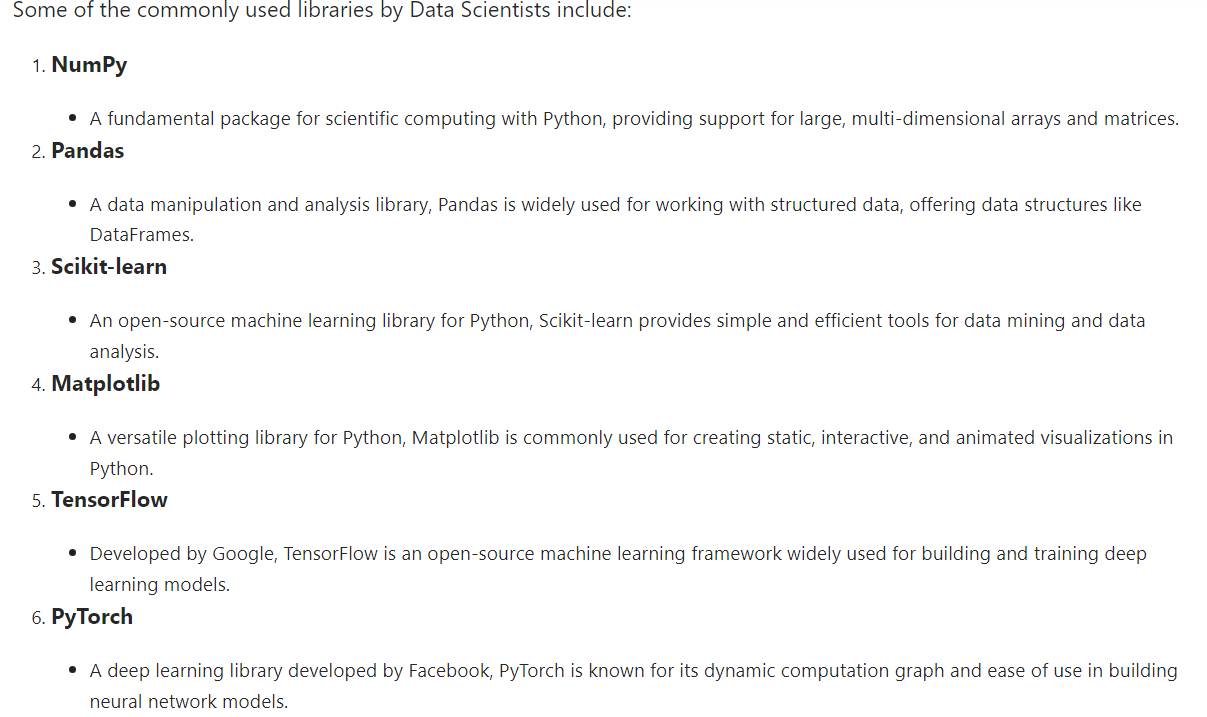 Some of the commonly used libraries by Data Scientists include:
1. NumPy
• A fundamental package for scientific computing with Python, providing support for large, multi-dimensional arrays and matrices.
2. Pandas
• A data manipulation and analysis library, Pandas is widely used for working with structured data, offering data structures like
DataFrames.
3. Scikit-learn
• An open-source machine learning library for Python, Scikit-learn provides simple and efficient tools for data mining and data
analysis.
4. Matplotlib
• A versatile plotting library for Python, Matplotlib is commonly used for creating static, interactive, and animated visualizations in
Python.
5. TensorFlow
• Developed by Google, TensorFlow is an open-source machine learning framework widely used for building and training deep
learning models.
6. PyTorch
• A deep learning library developed by Facebook, PyTorch is known for its dynamic computation graph and ease of use in building
neural network models.